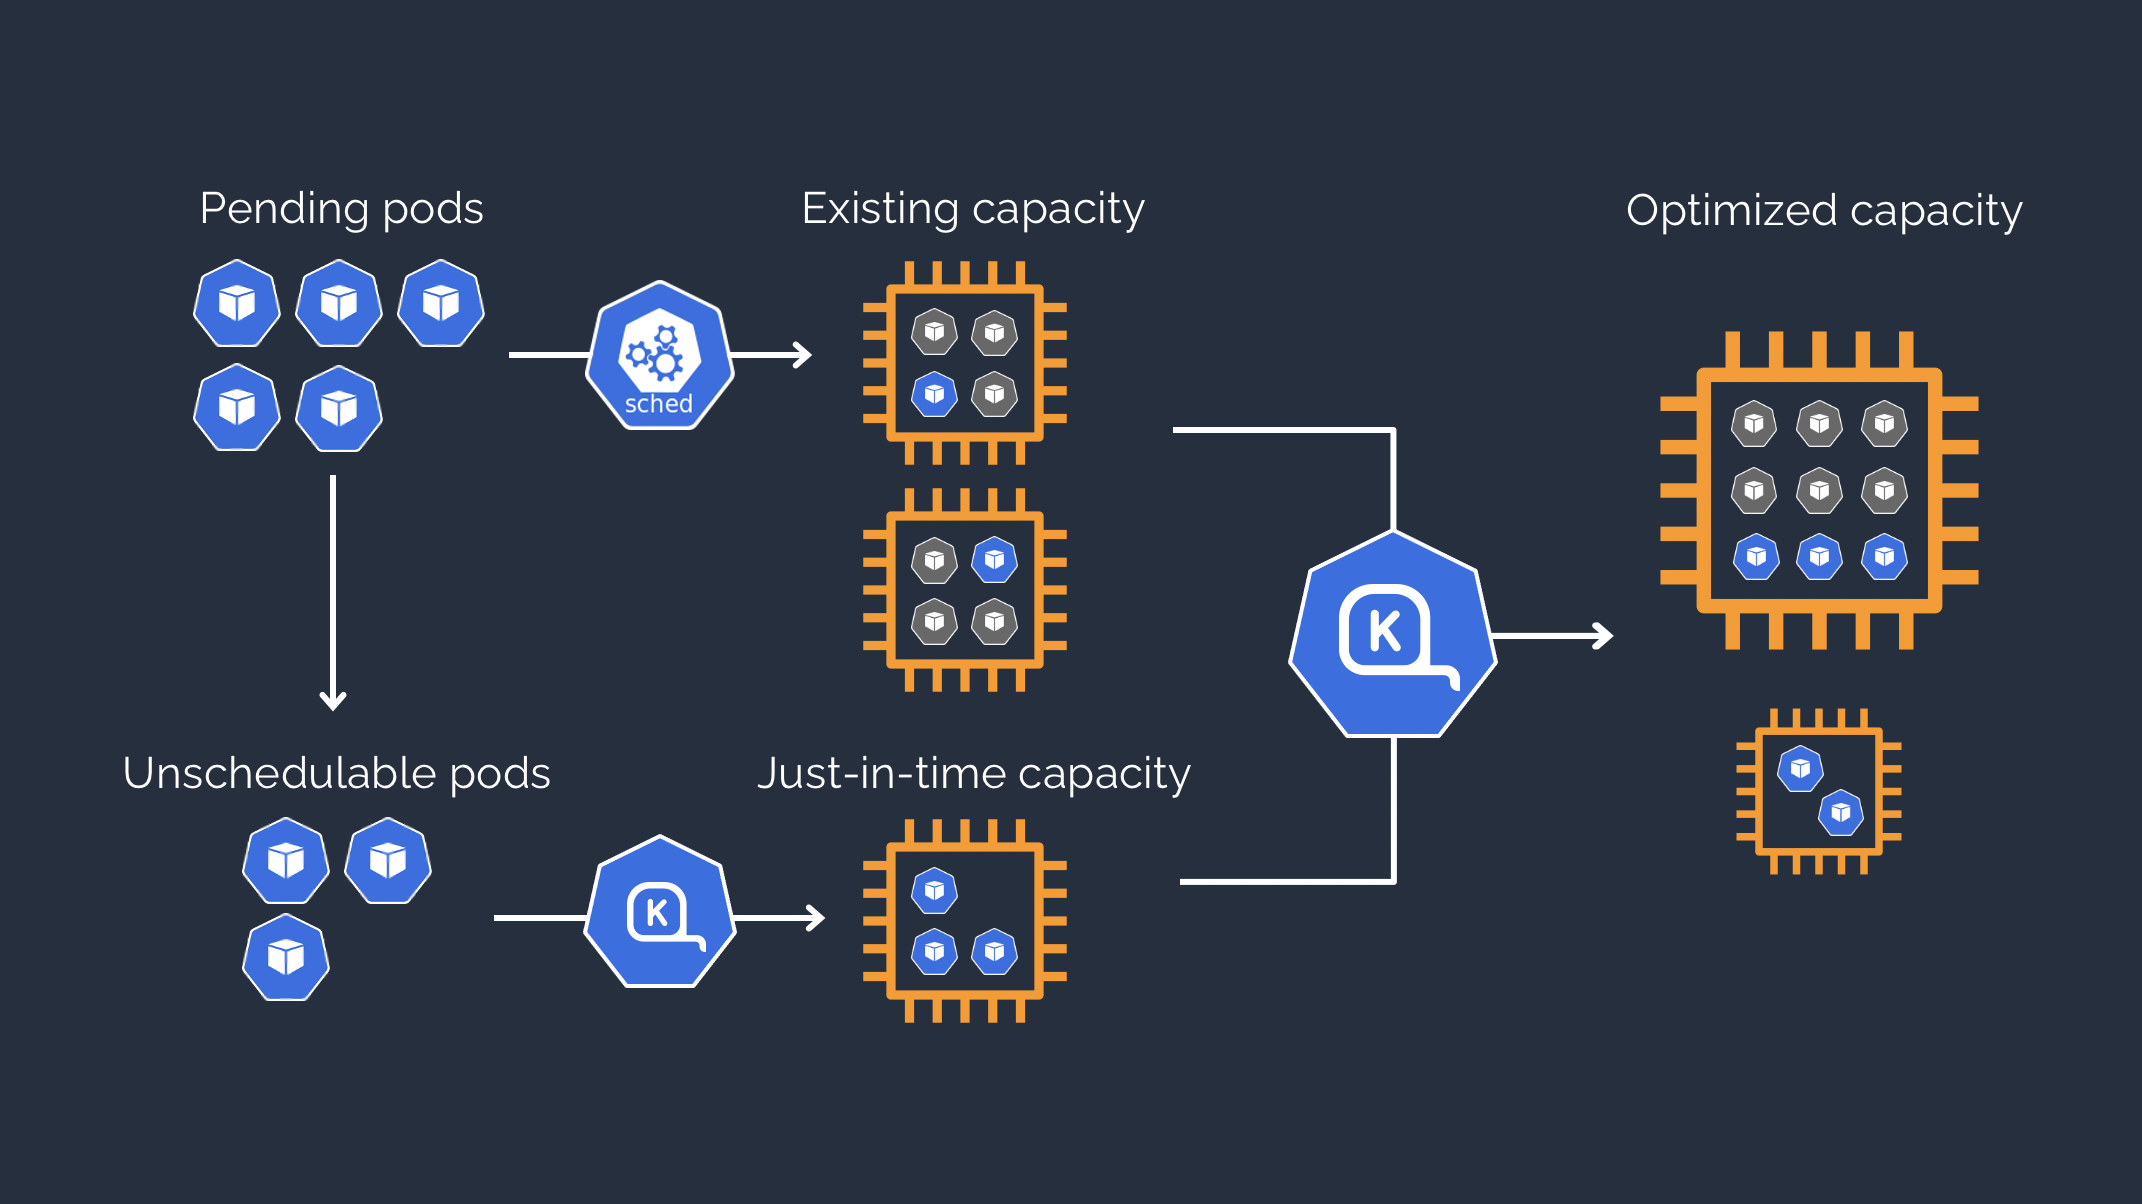 Pending pods
Existing capacity
Optimized capacity
sched
K
Unschedulable pods
Just-in-time capacity
K